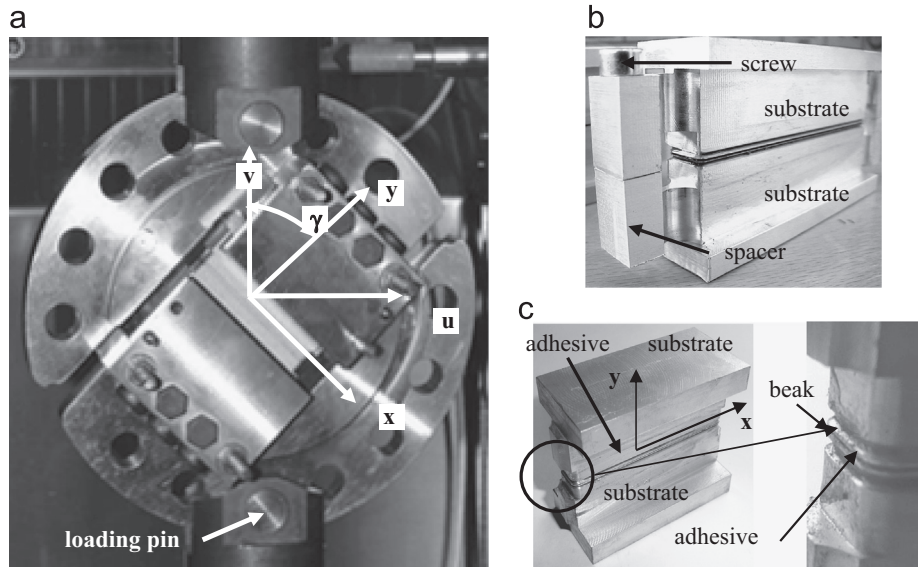 a
v
y
γ
u
x
loading pin
b
screw
substrate
substrate
spacer
c
adhesive
substrate
y
beak
x
substrate
adhesive